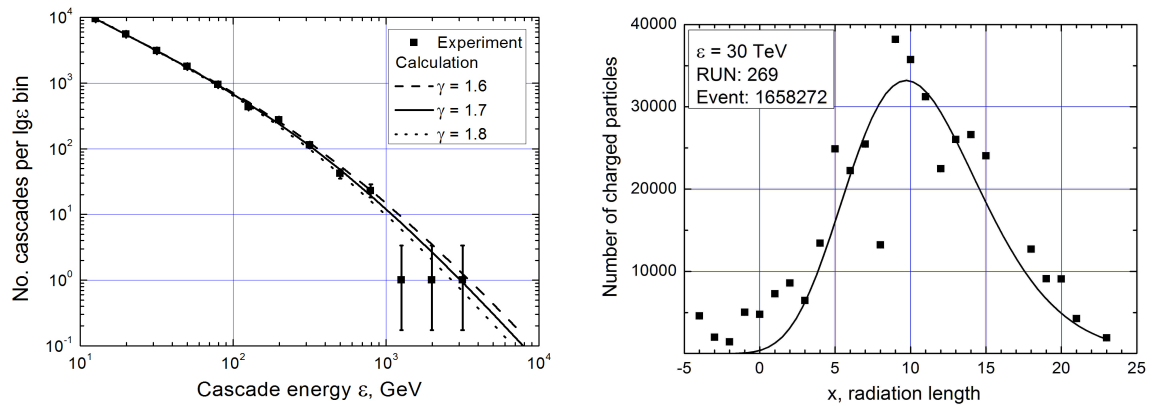 10^4
10^3
10^2
10^1
10^0
10^-1
No. cascades per lgε bin
Experiment
Calculation
γ = 1.6
γ = 1.7
γ = 1.8
10^1 10^2 10^3 10^4
Cascade energy ε, GeV
40000
30000
20000
10000
Number of charged particles
ε = 30 TeV
RUN: 269
Event: 1658272
-5 0 5 10 15 20 25
x, radiation length